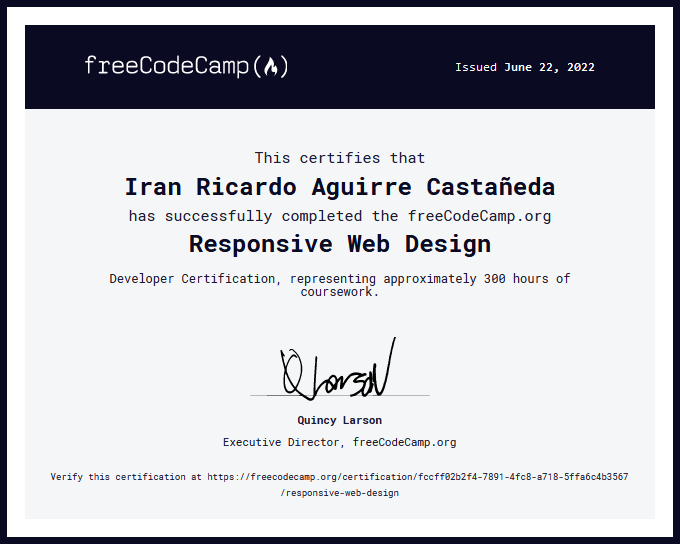 freeCodeCamp
Issued June 22, 2022
This certifies that
Iran Ricardo Aguirre Castañeda
has successfully completed the freeCodeCamp.org
Responsive Web Design
Developer Certification, representing approximately 300 hours of
coursework.
Q Larson
Quincy Larson
Executive Director, freeCodeCamp.org
Verify this certification at https://freecodecamp.org/certification/fccff02b2f4-7891-4fc8-a718-5ffa6c4b3567
/responsive-web-design